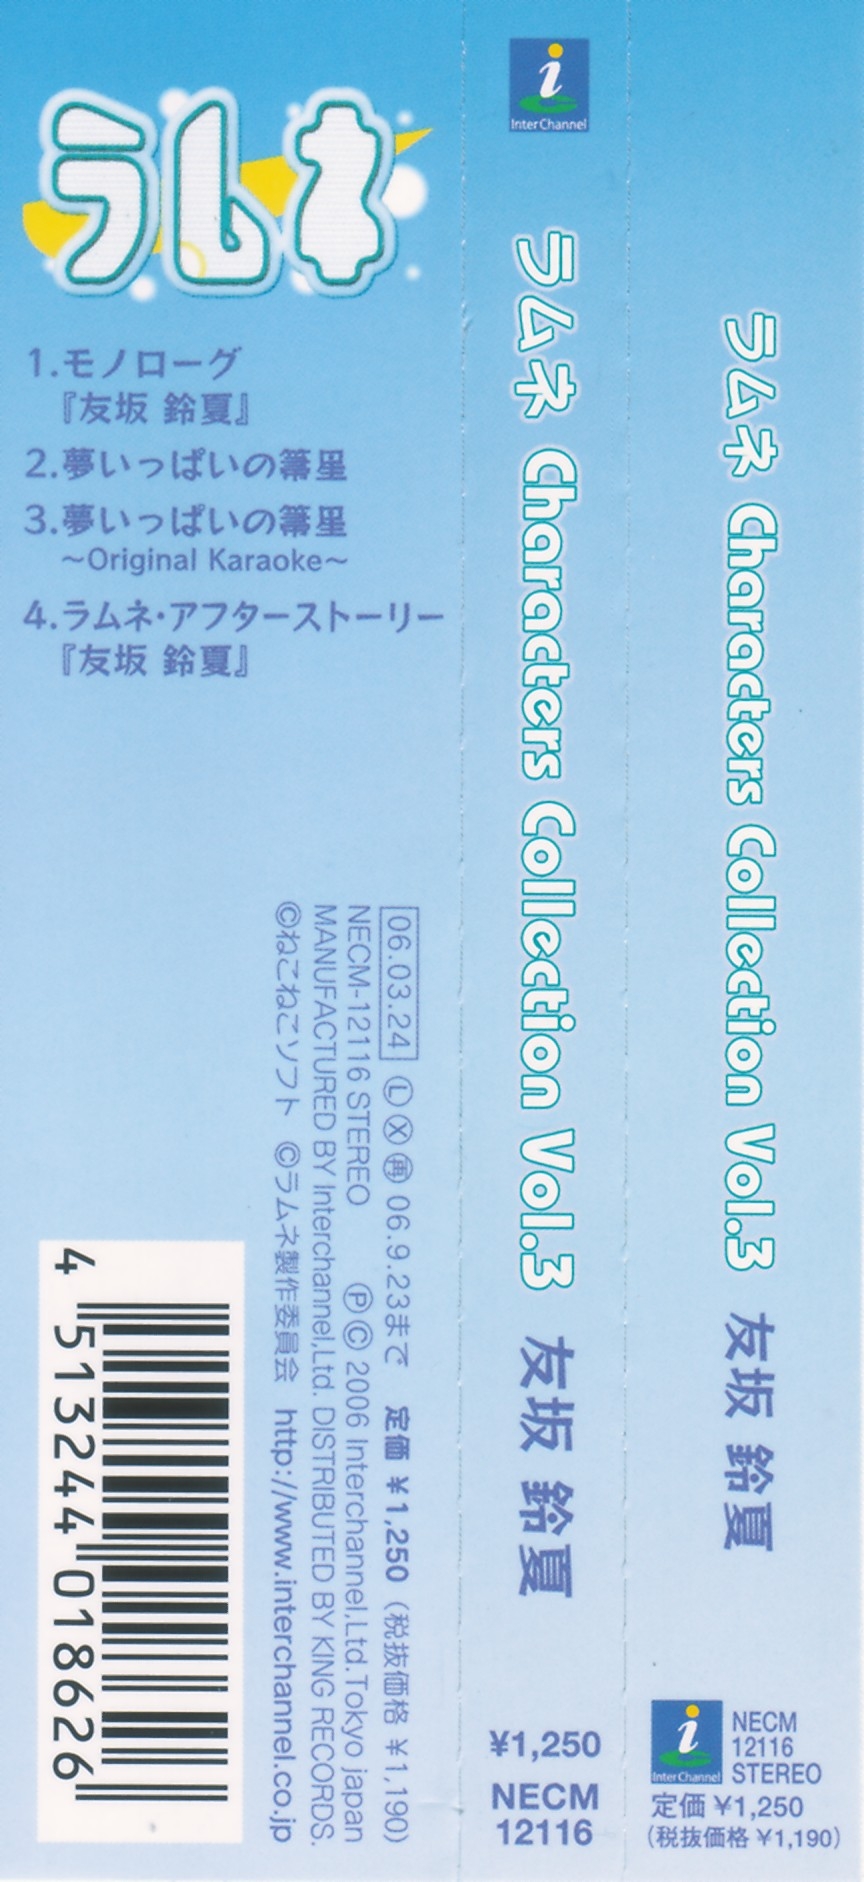 ラムネ
1.モノローグ
『友坂 鈴夏』
2.夢いっぱいの箒星
3.夢いっぱいの箒星
～Original Karaoke～
4.ラムネ・アフターストーリー
『友坂 鈴夏』
06.03.24 Ⓛ Ⓧ ㊢ 06.9.23まで 定価 ¥1,250 (税抜価格 ¥1,190)
NECM-12116 STEREO Ⓟ© 2006 Interchannel,Ltd.Tokyo japan
MANUFACTURED BY Interchannel,Ltd. DISTRIBUTED BY KING RECORDS.
©ねこねこソフト ©ラムネ製作委員会 http://www.interchannel.co.jp
4 513244 018626
i
InterChannel
ラムネ Characters Collection Vol.3 友坂 鈴夏
¥1,250
NECM
12116
ラムネ Characters Collection Vol.3 友坂 鈴夏
i
InterChannel
NECM
12116
STEREO
定価 ¥1,250
(税抜価格 ¥1,190)